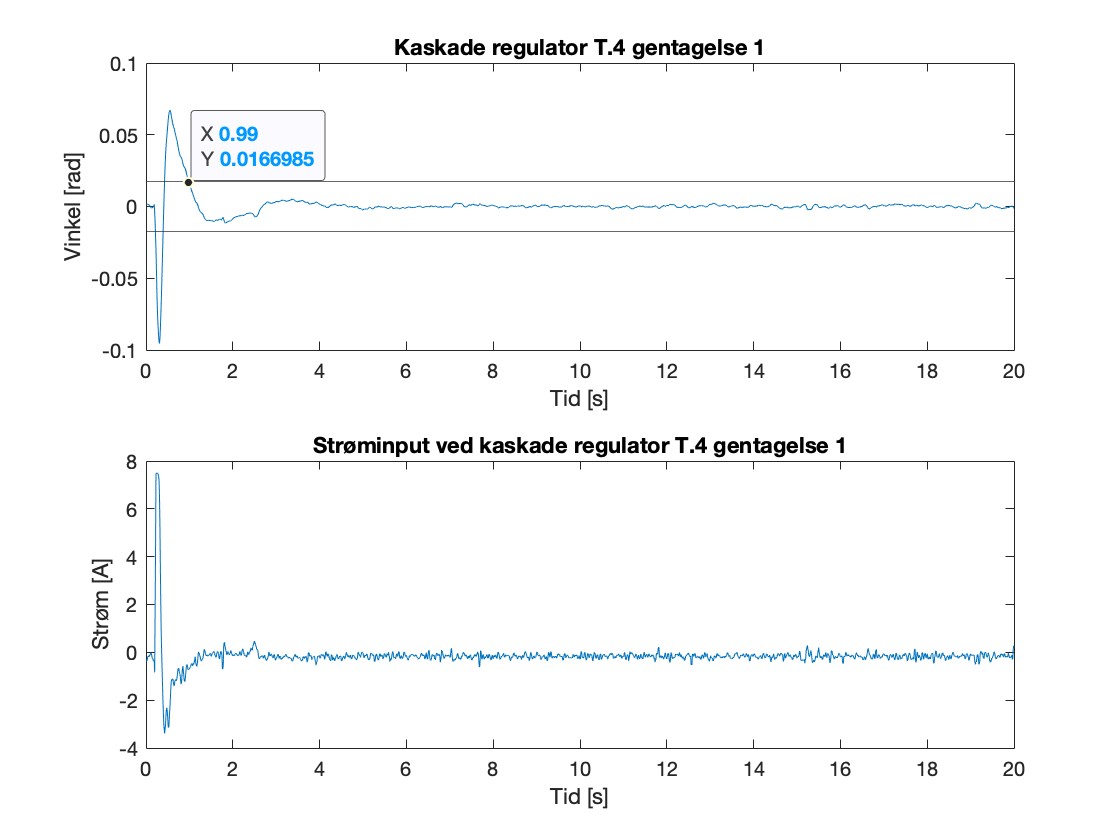 Kaskade regulator T.4 gentagelse 1
0.1
0.05
0
-0.05
-0.1
Vinkel [rad]
X 0.99
Y 0.0166985
0 2 4 6 8 10 12 14 16 18 20
Tid [s]
Strøminput ved kaskade regulator T.4 gentagelse 1
8
6
4
2
0
-2
-4
Strøm [A]
0 2 4 6 8 10 12 14 16 18 20
Tid [s]